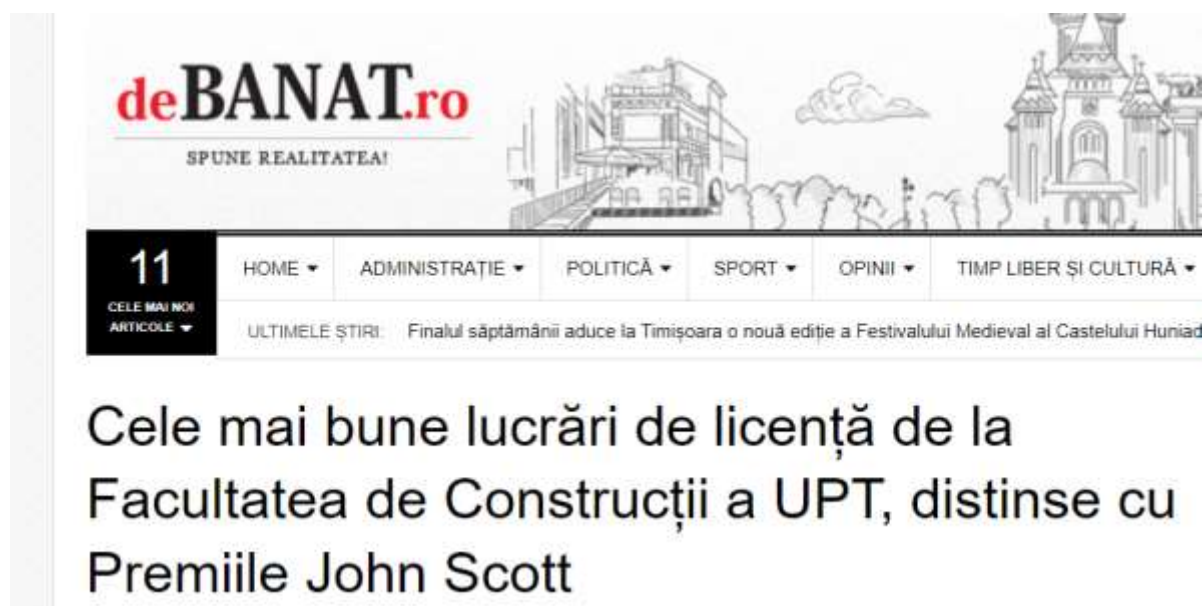 deBANAT.ro
SPUNE REALITATEA!
11
CELE MAI NOI
ARTICOLE
HOME ADMINISTRAȚIE POLITICĂ SPORT OPINII TIMP LIBER ȘI CULTURĂ
ULTIMELE ȘTIRI: Finalul săptămânii aduce la Timișoara o nouă ediție a Festivalului Medieval al Castelului Huniad
Cele mai bune lucrări de licență de la
Facultatea de Construcții a UPT, distinse cu
Premiile John Scott